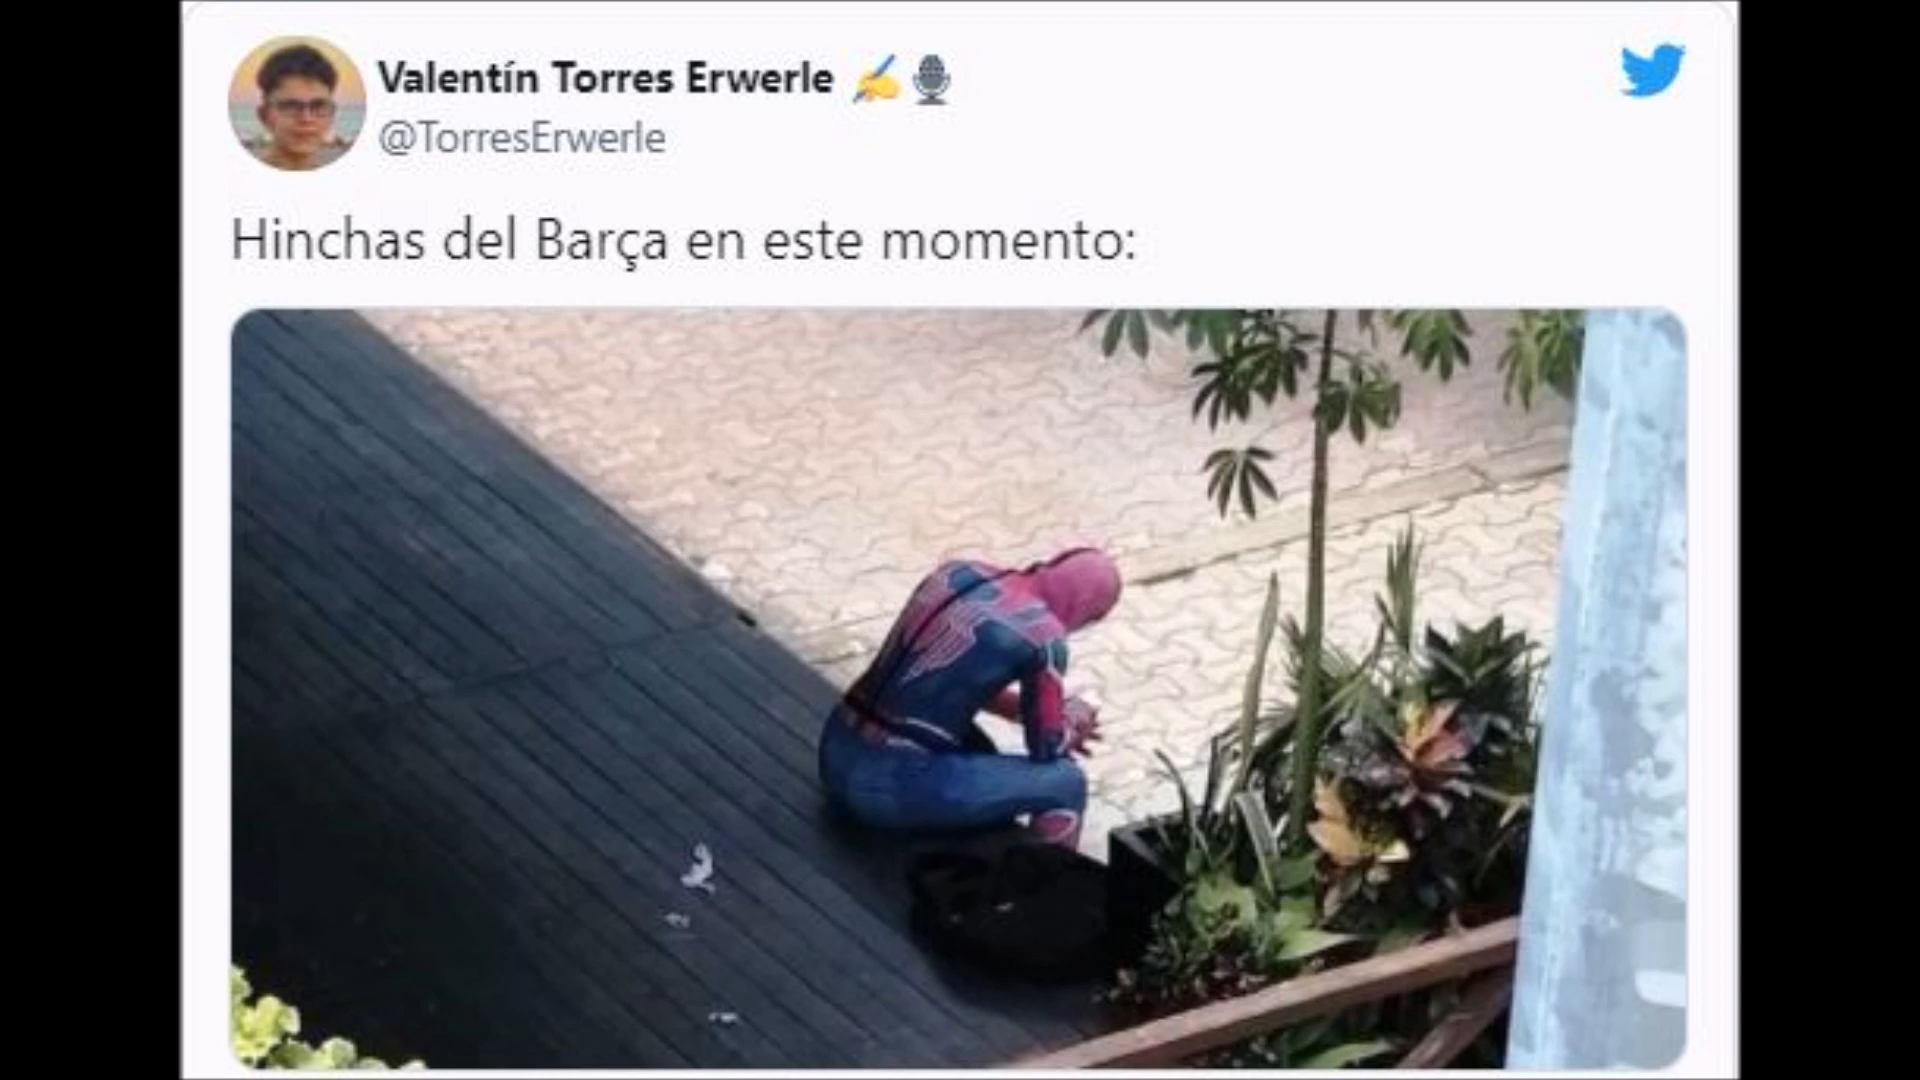 Valentín Torres Erwerle ✍️🎙️
@TorresErwerle
Hinchas del Barça en este momento: